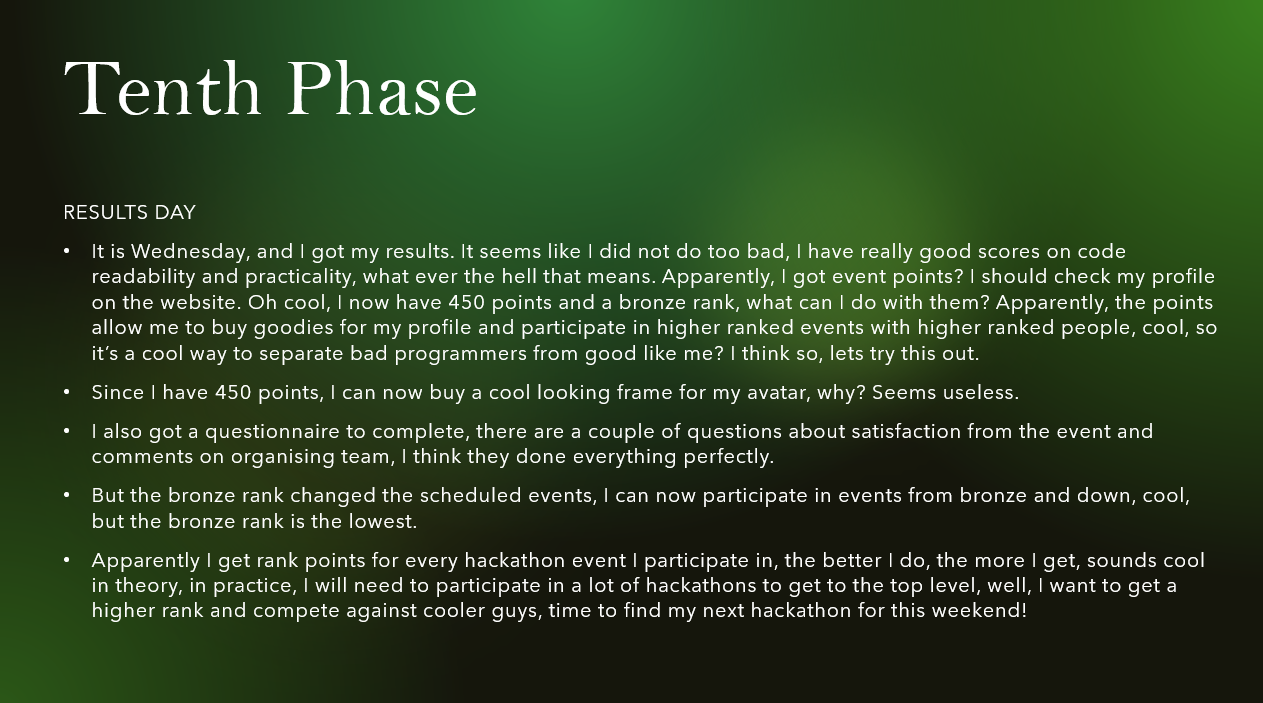 Tenth Phase
RESULTS DAY
• It is Wednesday, and I got my results. It seems like I did not do too bad, I have really good scores on code
readability and practicality, what ever the hell that means. Apparently, I got event points? I should check my profile
on the website. Oh cool, I now have 450 points and a bronze rank, what can I do with them? Apparently, the points
allow me to buy goodies for my profile and participate in higher ranked events with higher ranked people, cool, so
it’s a cool way to separate bad programmers from good like me? I think so, lets try this out.
• Since I have 450 points, I can now buy a cool looking frame for my avatar, why? Seems useless.
• I also got a questionnaire to complete, there are a couple of questions about satisfaction from the event and
comments on organising team, I think they done everything perfectly.
• But the bronze rank changed the scheduled events, I can now participate in events from bronze and down, cool,
but the bronze rank is the lowest.
• Apparently I get rank points for every hackathon event I participate in, the better I do, the more I get, sounds cool
in theory, in practice, I will need to participate in a lot of hackathons to get to the top level, well, I want to get a
higher rank and compete against cooler guys, time to find my next hackathon for this weekend!